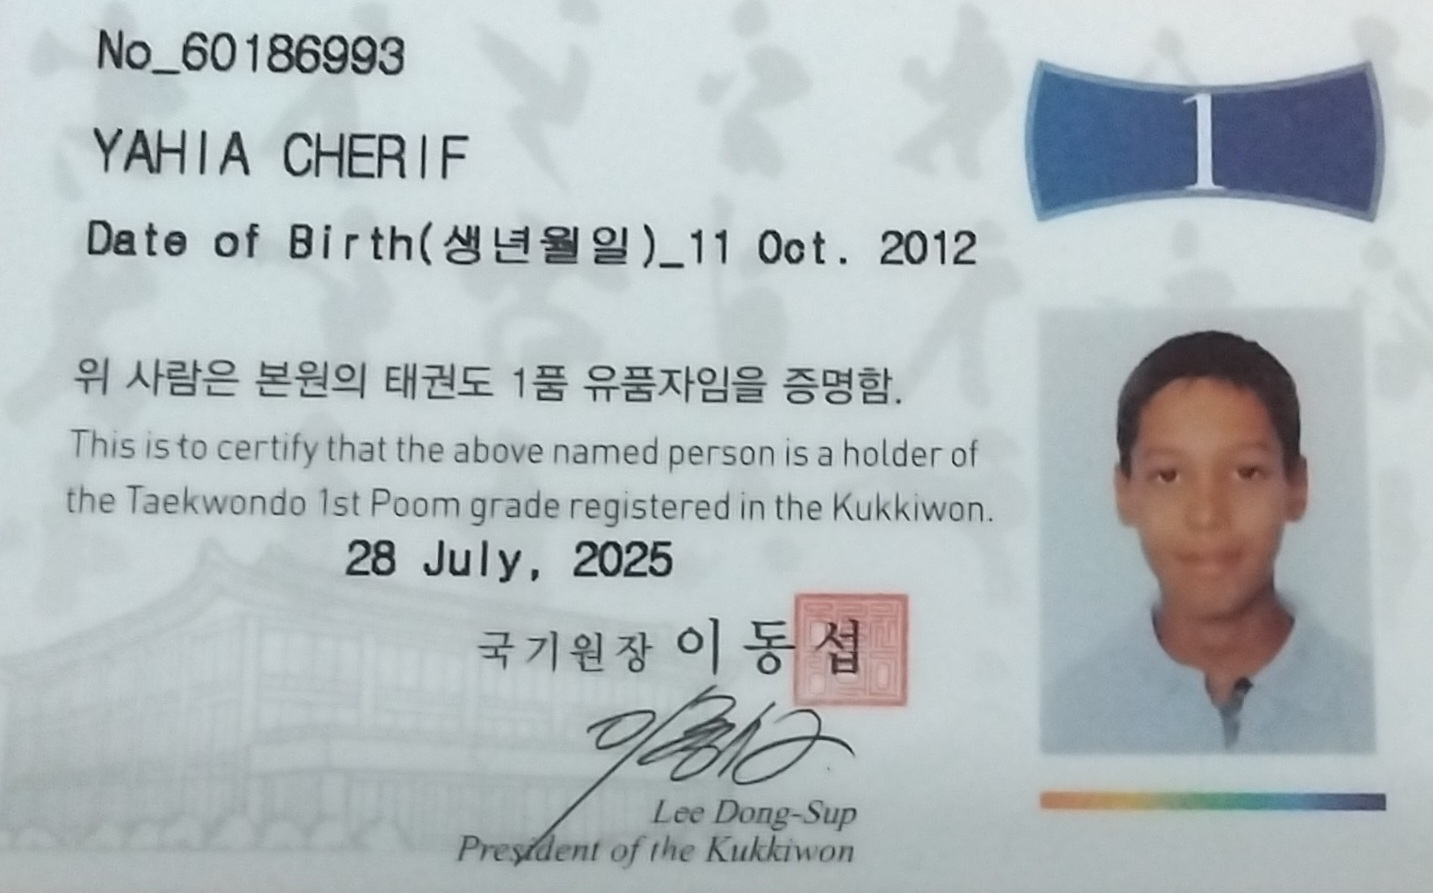 No_60186993
1
YAHIA CHERIF
Date of Birth(생년월일)_11 Oct. 2012
위 사람은 본원의 태권도 1품 유품자임을 증명함.
This is to certify that the above named person is a holder of
the Taekwondo 1st Poom grade registered in the Kukkiwon.
28 July, 2025
국기원장 이동섭
Lee Dong-Sup
President of the Kukkiwon